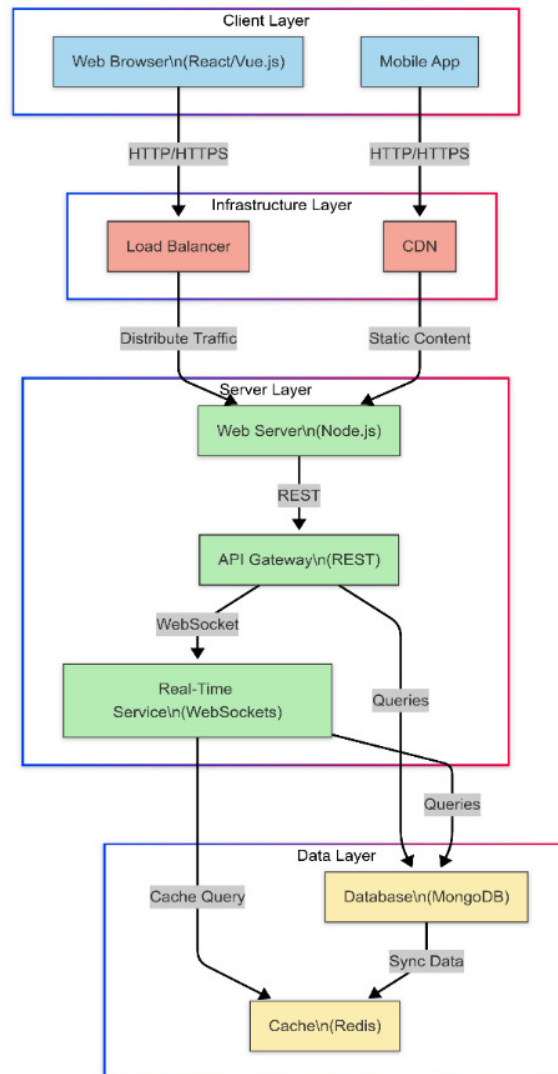 Client Layer
Web Browser\n(React/Vue.js)
Mobile App
HTTP/HTTPS
HTTP/HTTPS
Infrastructure Layer
Load Balancer
CDN
Distribute Traffic
Static Content
Server Layer
Web Server\n(Node.js)
REST
API Gateway\n(REST)
WebSocket
Real-Time
Service\n(WebSockets)
Queries
Queries
Data Layer
Cache Query
Database\n(MongoDB)
Sync Data
Cache\n(Redis)